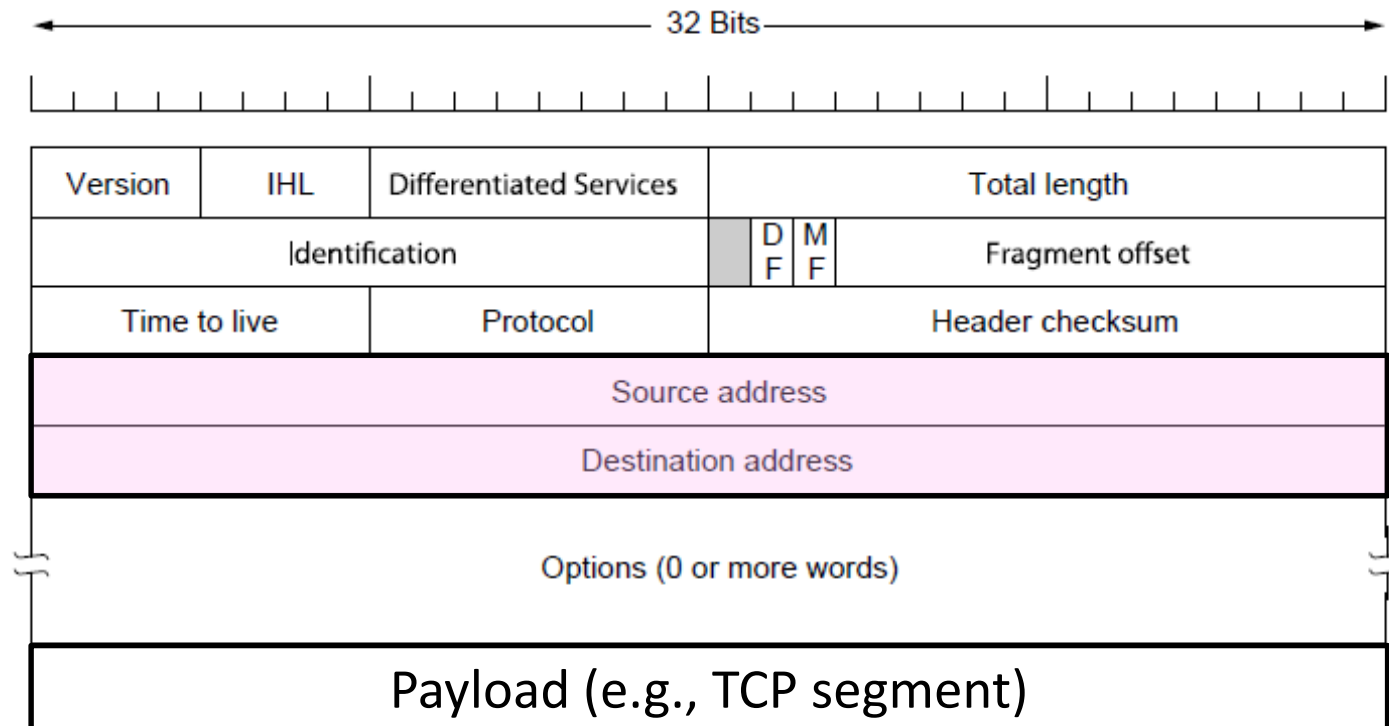 32 Bits
Version IHL Differentiated Services Total length
Identification D F M F Fragment offset
Time to live Protocol Header checksum
Source address
Destination address
Options (0 or more words)
Payload (e.g., TCP segment)